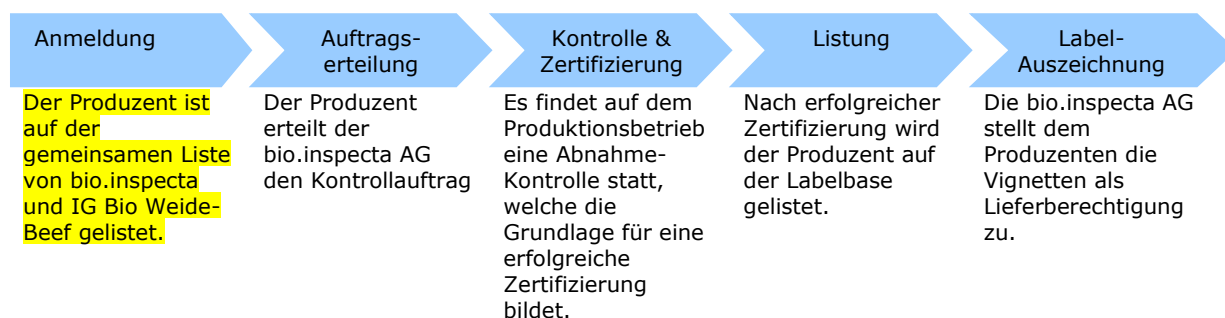 Anmeldung
Der Produzent ist
auf der
gemeinsamen Liste
von bio.inspecta
und IG Bio Weide-
Beef gelistet.
Auftrags-
erteilung
Der Produzent
erteilt der
bio.inspecta AG
den Kontrollauftrag
Kontrolle &
Zertifizierung
Es findet auf dem
Produktionsbetrieb
eine Abnahme-
Kontrolle statt,
welche die
Grundlage für eine
erfolgreiche
Zertifizierung
bildet.
Listung
Nach erfolgreicher
Zertifizierung wird
der Produzent auf
der Labelbase
gelistet.
Label-
Auszeichnung
Die bio.inspecta AG
stellt dem
Produzenten die
Vignetten als
Lieferberechtigung
zu.